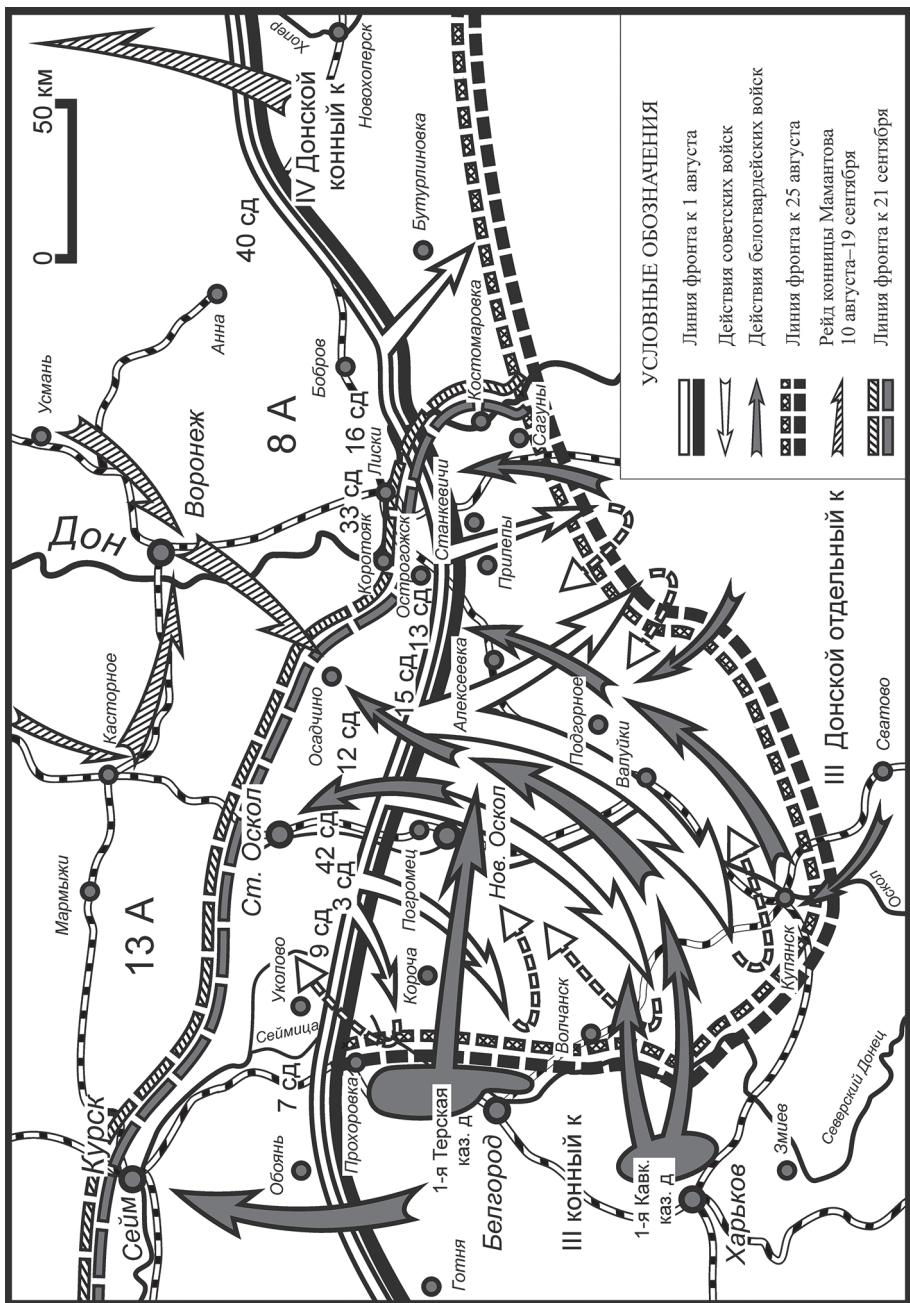 Хопер
Новохоперск
50 км
0
IV Донской
конный к
Бутурлиновка
40 сд
Анна
Усмань
Бобров
Воронеж
8 А
16 сд
Лиски
33 сд
Костомаровка
Сагуны
Станкевичи
Прилепы
Дон
Коротояк
Острогожск
13 сд
Алексеевка
15 сд
Касторное
Осадчино
12 сд
Подгорное
Валуйки
III Донской отдельный к
Сватово
Мармыжи
Ст. Оскол
42 сд
Погромец
Нов. Оскол
3 сд
9 сд
Короча
13 А
Уколово
Сеймица
Волчанск
Купянск
Оскол
7 сд
Прохоровка
1-я Терская
каз. д
Белгород
III конный к
1-я Кавк.
каз. д
Харьков
Змиев
Северский Донец
Курск
Сейм
Обоянь
Готня
УСЛОВНЫЕ ОБОЗНАЧЕНИЯ
Линия фронта к 1 августа
Действия советских войск
Действия белогвардейских войск
Линия фронта к 25 августа
Рейд конницы Мамантова
10 августа–19 сентября
Линия фронта к 21 сентября